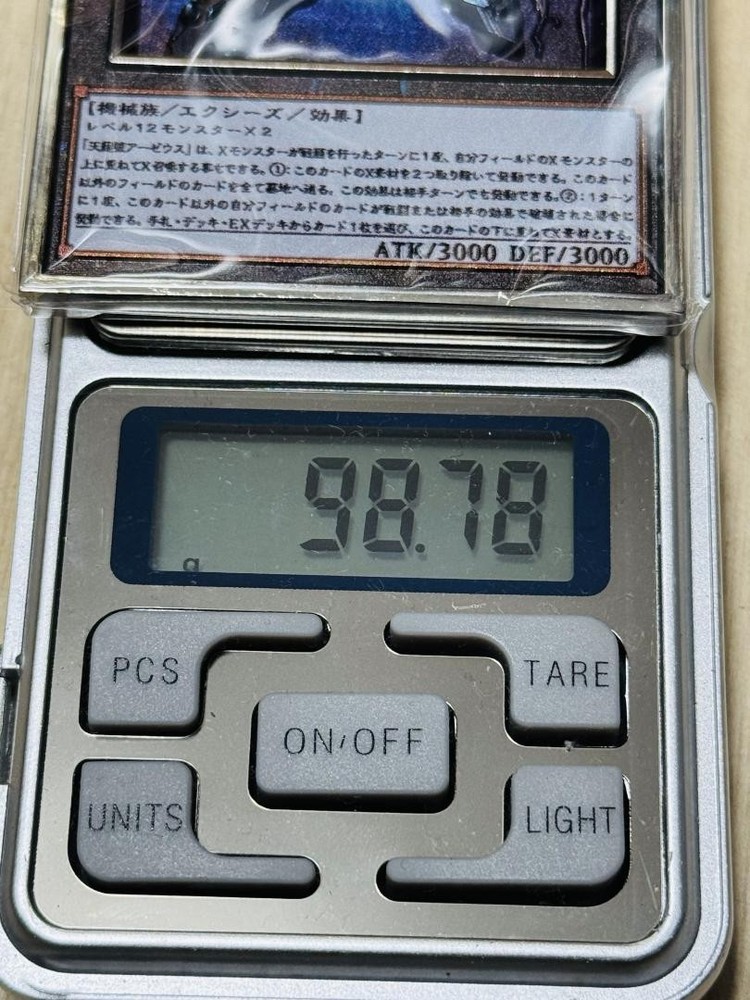 【機械族／エクシーズ／効果】
レベル12モンスター×2
「天霆號アーゼウス」は、Xモンスターが戦闘を行ったターンに1度、自分フィールドのXモンスターの
上に重ねてX召喚する事もできる。①：このカードのX素材を2つ取り除いて発動できる。このカード
以外のフィールドのカードを全て墓地へ送る。この効果は相手ターンでも発動できる。②：1ターン
に1度、このカード以外の自分フィールドのカードが戦闘または相手の効果で破壊された場合に
発動できる。手札・デッキ・EXデッキからカード1枚を選び、このカードの下に重ねてX素材とする。
ATK/3000 DEF/3000
98.78
g
PCS
TARE
ON/OFF
UNITS
LIGHT